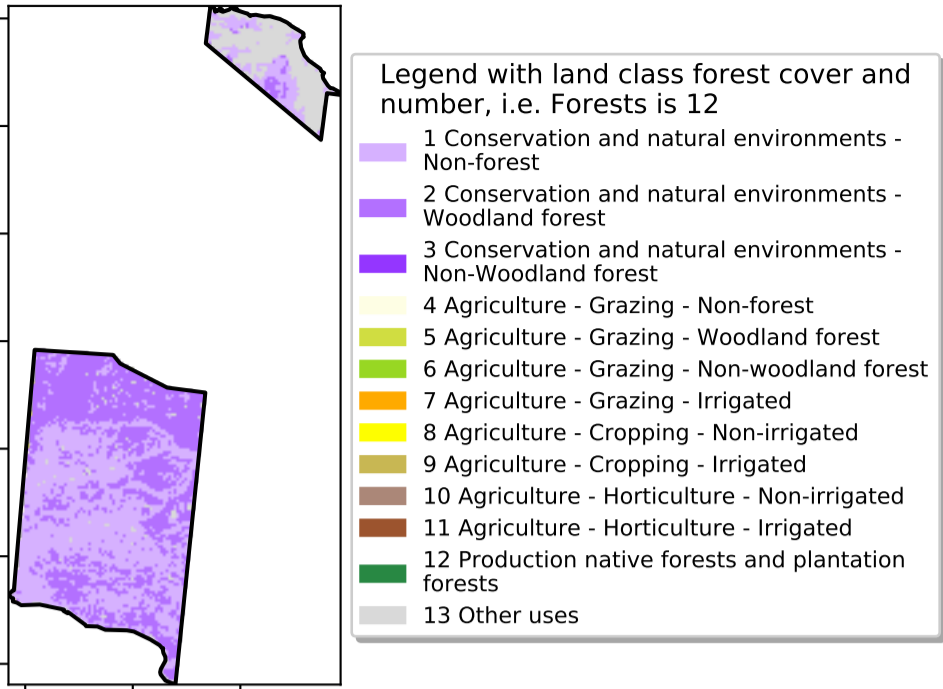 Legend with land class forest cover and
number, i.e. Forests is 12
1 Conservation and natural environments -
Non-forest
2 Conservation and natural environments -
Woodland forest
3 Conservation and natural environments -
Non-Woodland forest
4 Agriculture - Grazing - Non-forest
5 Agriculture - Grazing - Woodland forest
6 Agriculture - Grazing - Non-woodland forest
7 Agriculture - Grazing - Irrigated
8 Agriculture - Cropping - Non-irrigated
9 Agriculture - Cropping - Irrigated
10 Agriculture - Horticulture - Non-irrigated
11 Agriculture - Horticulture - Irrigated
12 Production native forests and plantation
forests
13 Other uses